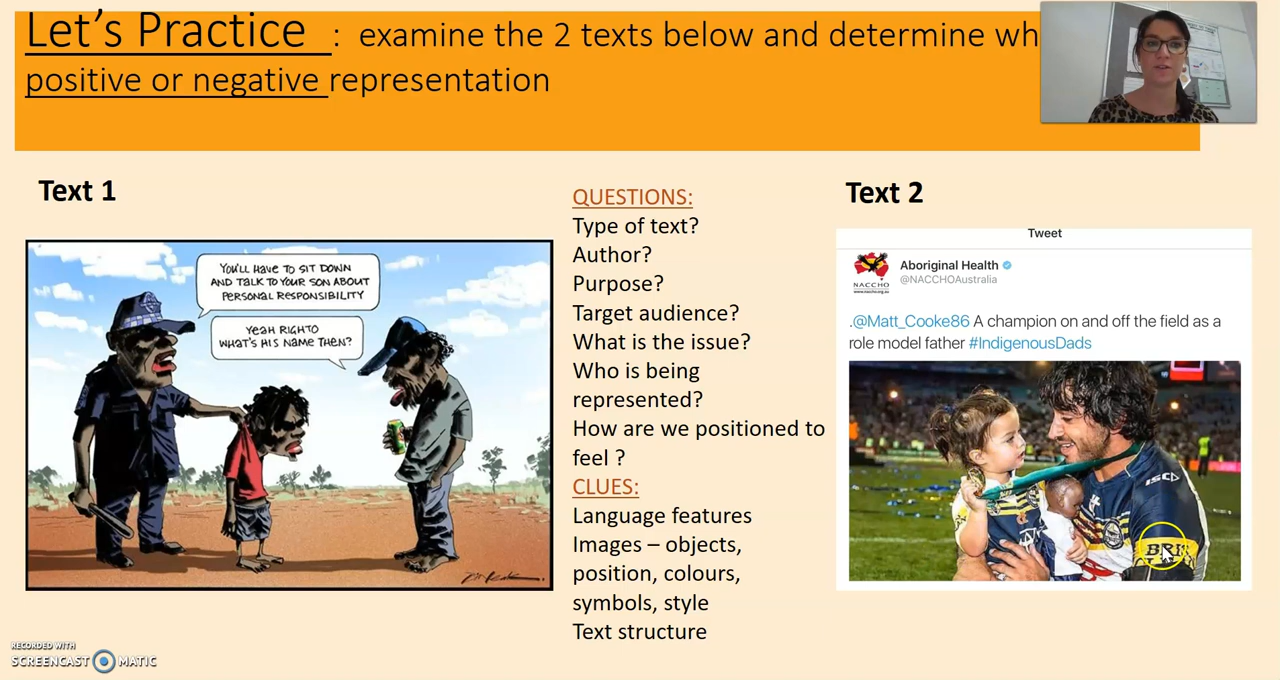 Let's Practice : examine the 2 texts below and determine wh
positive or negative representation
Text 1
YOU'LL HAVE TO SIT DOWN
AND TALK TO YOUR SON ABOUT
PERSONAL RESPONSIBILITY
YEAH RIGHTO
WHAT'S HIS NAME THEN?
QUESTIONS:
Type of text?
Author?
Purpose?
Target audience?
What is the issue?
Who is being
represented?
How are we positioned to
feel ?
CLUES:
Language features
Images – objects,
position, colours,
symbols, style
Text structure
Text 2
Tweet
NACCHO
Aboriginal Health
@NACCHOAustralia
.@Matt_Cooke86 A champion on and off the field as a
role model father #IndigenousDads
ISC
BRI
RECORDED WITH
SCREENCAST MATIC